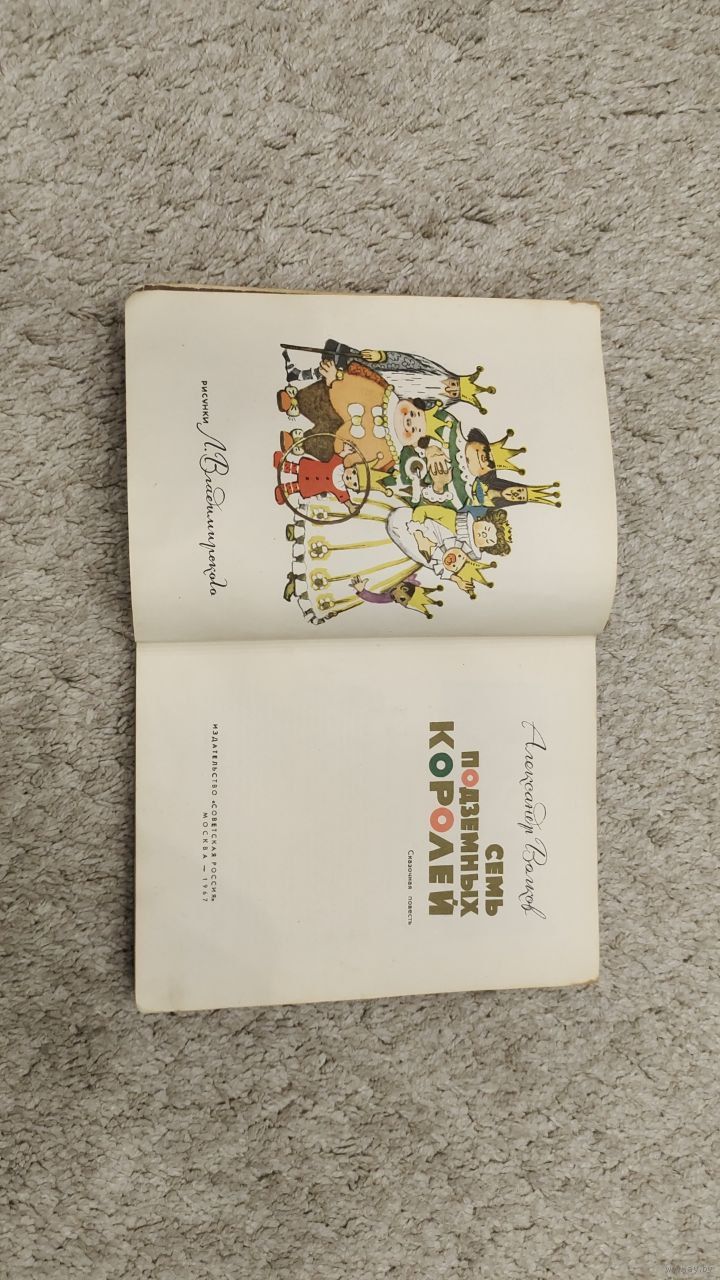 рисунки Л. Владимирского
Александр Волков
СЕМЬ
ПОДЗЕМНЫХ
КОРОЛЕЙ
Сказочная повесть
ИЗДАТЕЛЬСТВО «СОВЕТСКАЯ РОССИЯ»
МОСКВА — 1967